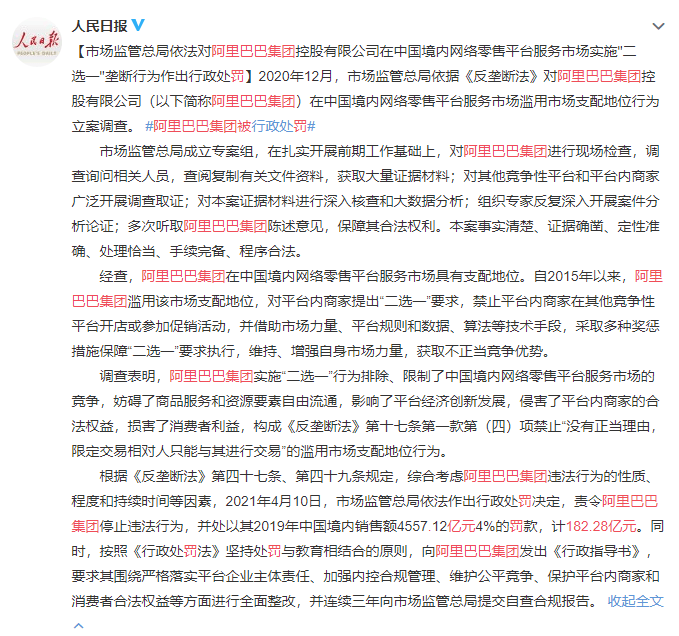 人民日报
人民日报
PEOPLE'S DAILY
【市场监管总局依法对阿里巴巴集团控股有限公司在中国境内网络零售平台服务市场实施"二
选一"垄断行为作出行政处罚】2020年12月，市场监管总局依据《反垄断法》对阿里巴巴集团控
股有限公司（以下简称阿里巴巴集团）在中国境内网络零售平台服务市场滥用市场支配地位行为
立案调查。 #阿里巴巴集团被行政处罚#
市场监管总局成立专案组，在扎实开展前期工作基础上，对阿里巴巴集团进行现场检查，调
查询问相关人员，查阅复制有关文件资料，获取大量证据材料；对其他竞争性平台和平台内商家
广泛开展调查取证；对本案证据材料进行深入核查和大数据分析；组织专家反复深入开展案件分
析论证；多次听取阿里巴巴集团陈述意见，保障其合法权利。本案事实清楚、证据确凿、定性准
确、处理恰当、手续完备、程序合法。
经查，阿里巴巴集团在中国境内网络零售平台服务市场具有支配地位。自2015年以来，阿里
巴巴集团滥用该市场支配地位，对平台内商家提出“二选一”要求，禁止平台内商家在其他竞争性
平台开店或参加促销活动，并借助市场力量、平台规则和数据、算法等技术手段，采取多种奖惩
措施保障“二选一”要求执行，维持、增强自身市场力量，获取不正当竞争优势。
调查表明，阿里巴巴集团实施“二选一”行为排除、限制了中国境内网络零售平台服务市场的
竞争，妨碍了商品服务和资源要素自由流通，影响了平台经济创新发展，侵害了平台内商家的合
法权益，损害了消费者利益，构成《反垄断法》第十七条第一款第（四）项禁止“没有正当理由，
限定交易相对人只能与其进行交易”的滥用市场支配地位行为。
根据《反垄断法》第四十七条、第四十九条规定，综合考虑阿里巴巴集团违法行为的性质、
程度和持续时间等因素，2021年4月10日，市场监管总局依法作出行政处罚决定，责令阿里巴巴
集团停止违法行为，并处以其2019年中国境内销售额4557.12亿元4%的罚款，计182.28亿元。同
时，按照《行政处罚法》坚持处罚与教育相结合的原则，向阿里巴巴集团发出《行政指导书》，
要求其围绕严格落实平台企业主体责任、加强内控合规管理、维护公平竞争、保护平台内商家和
消费者合法权益等方面进行全面整改，并连续三年向市场监管总局提交自查合规报告。 收起全文